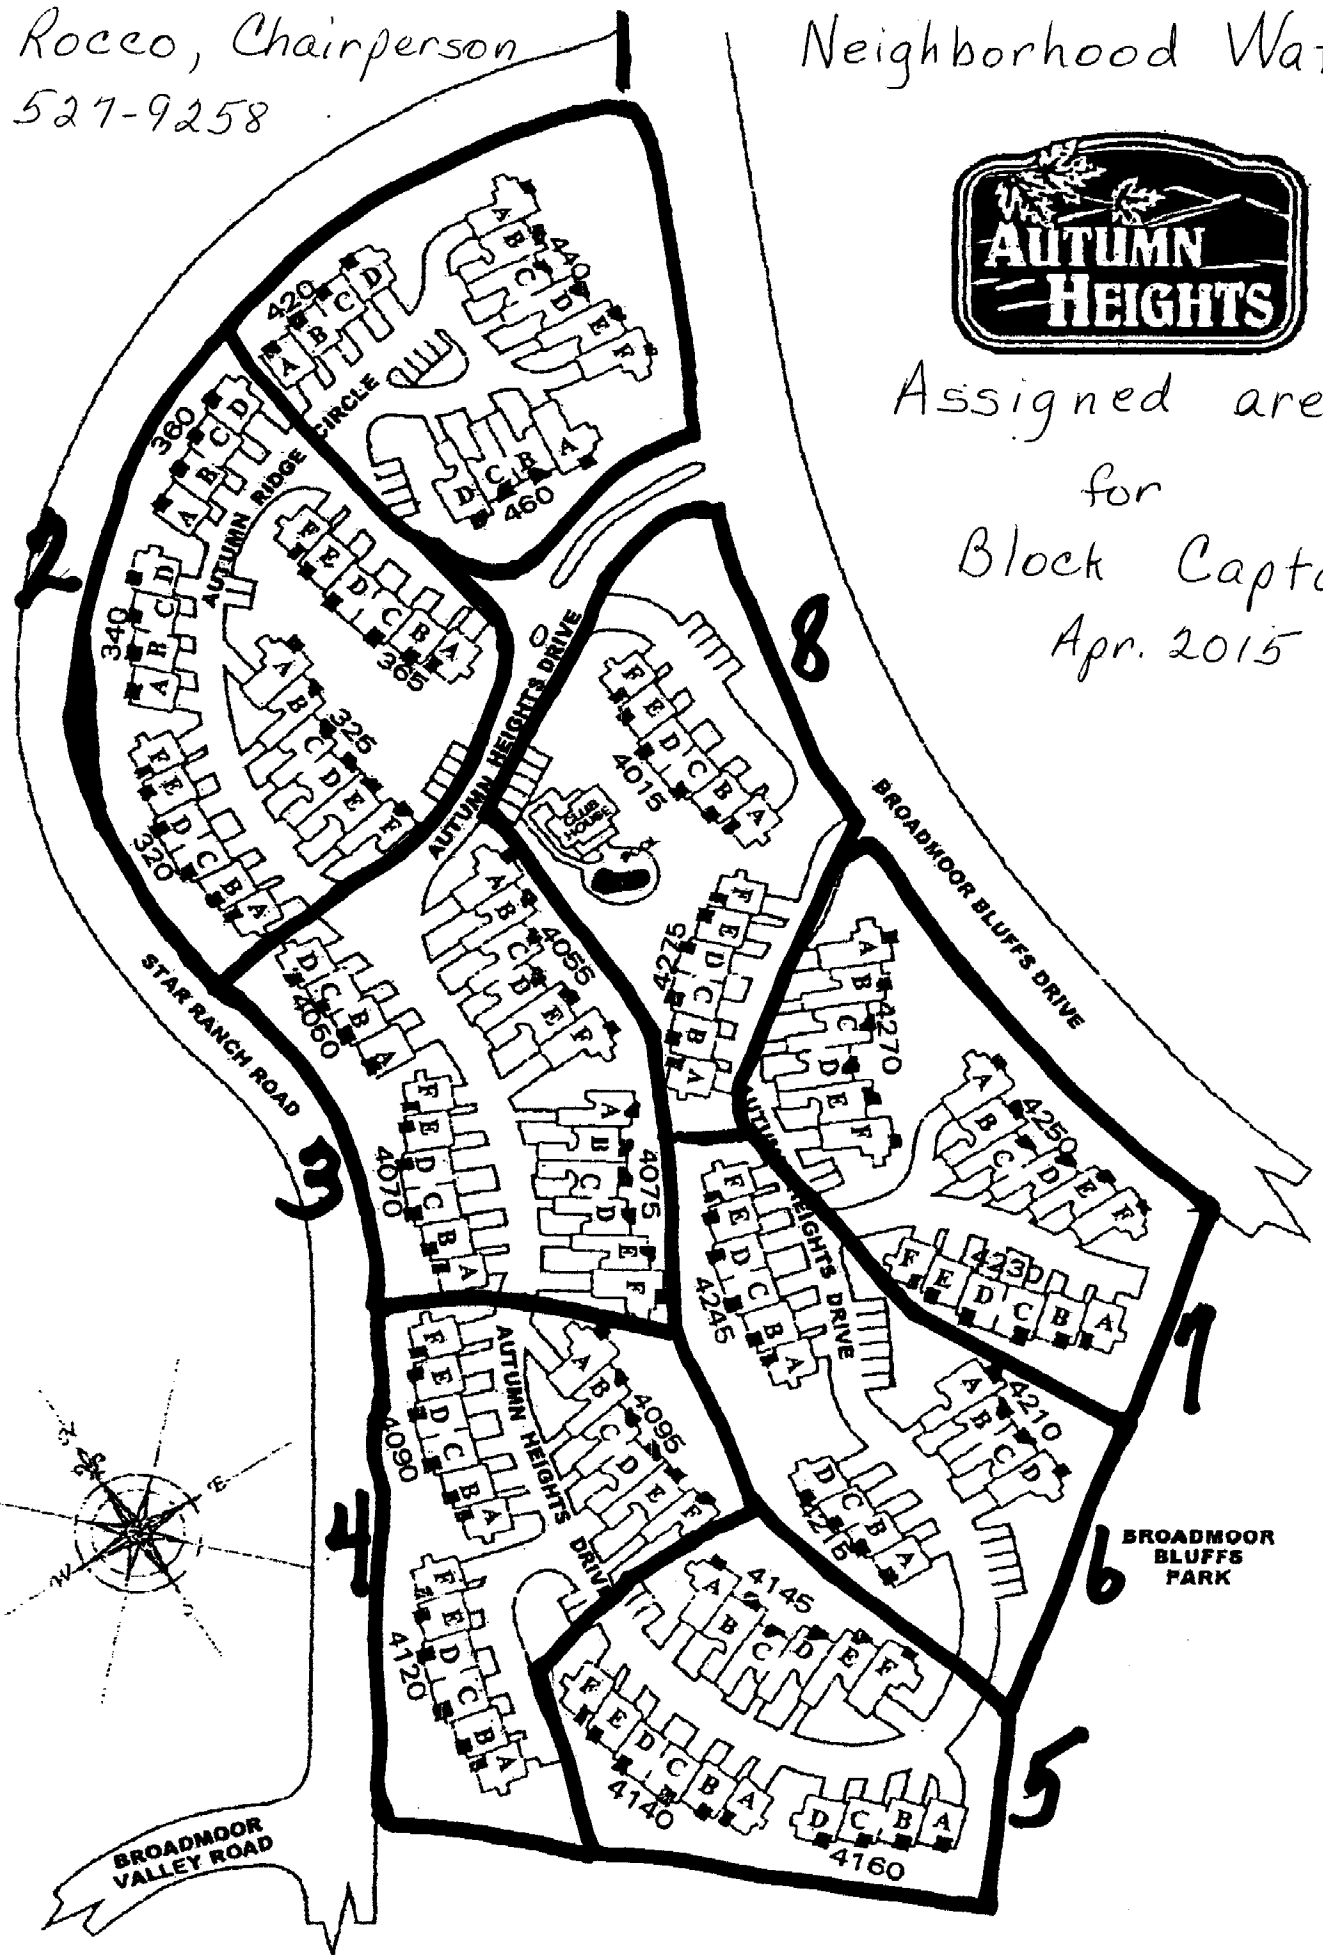 Rocco, Chairperson
527-9258
Neighborhood Wat
AUTUMN
HEIGHTS
Assigned are
for
Block Capta
Apr. 2015
1
2
3
4
5
6
7
8
420
A B C D
440
A B C D E F
460
D C B A
360
A B C D
340
A B C D
320
F E D C B A
365
F E D C B A
325
A B C D E F
AUTUMN RIDGE CIRCLE
AUTUMN HEIGHTS DRIVE
CLUB
HOUSE
POOL
4015
F E D C B A
4275
F E D C B A
4055
A B C D E F
4050
D C B A
4070
F E D C B A
4075
A B C D E F
4270
A B C D E F
4250
A B C D E F
4230
F E D C B A
4245
F E D C B A
4210
A B C D
4215
D C B A
AUTUMN HEIGHTS DRIVE
4090
F E D C B A
4095
A B C D E F
AUTUMN HEIGHTS DRIVE
4120
F E D C B A
4145
A B C D E F
4140
F E D C B A
4160
D C B A
STAR RANCH ROAD
BROADMOOR BLUFFS DRIVE
BROADMOOR
BLUFFS
PARK
BROADMOOR
VALLEY ROAD
E
W
S